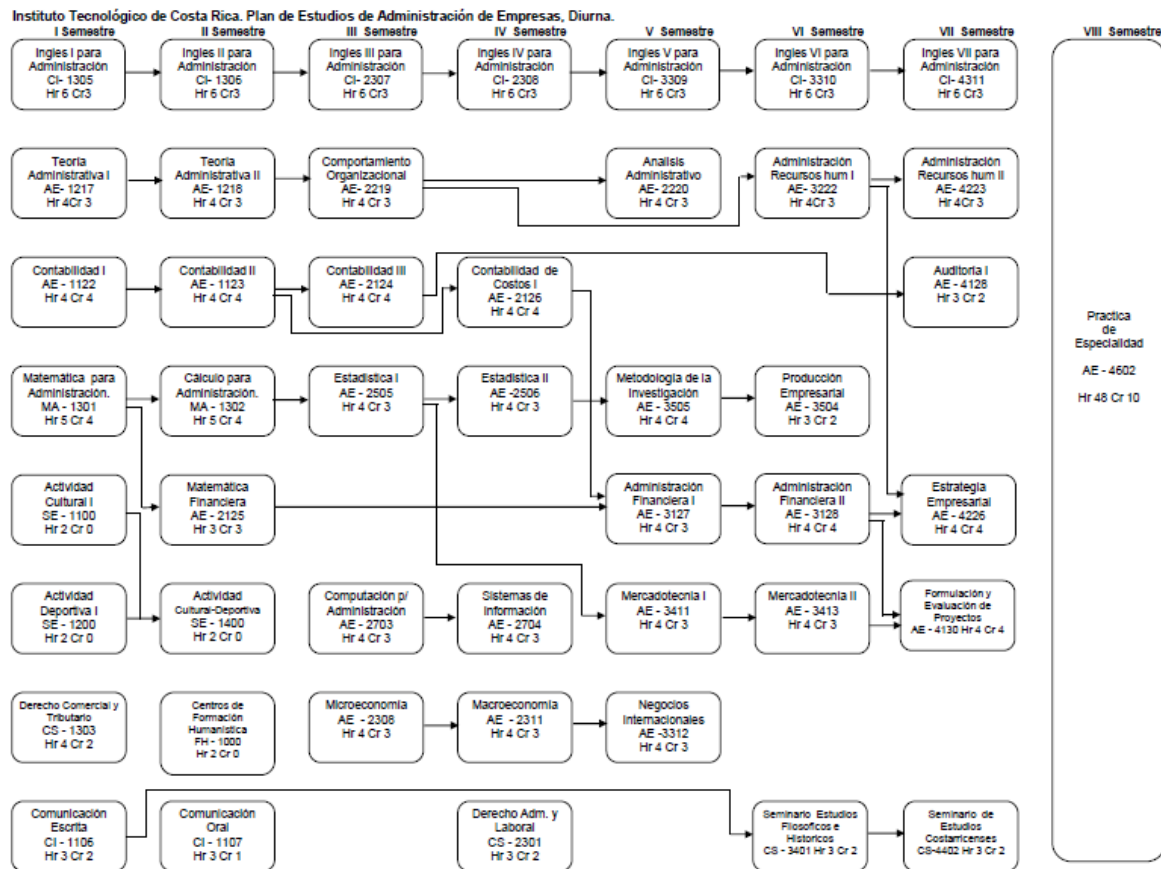 Instituto Tecnológico de Costa Rica. Plan de Estudios de Administración de Empresas, Diurna.
I Semestre II Semestre III Semestre IV Semestre V Semestre VI Semestre VII Semestre VIII Semestre
Ingles I para
Administración
CI- 1305
Hr 6 Cr3
Ingles II para
Administración
CI- 1306
Hr 6 Cr3
Ingles III para
Administración
CI- 2307
Hr 6 Cr3
Ingles IV para
Administración
CI- 2308
Hr 6 Cr3
Ingles V para
Administración
CI- 3309
Hr 6 Cr3
Ingles VI para
Administración
CI- 3310
Hr 6 Cr3
Ingles VII para
Administración
CI- 4311
Hr 6 Cr3
Teoría
Administrativa I
AE- 1217
Hr 4Cr 3
Teoría
Administrativa II
AE- 1218
Hr 4 Cr 3
Comportamiento
Organizacional
AE - 2219
Hr 4 Cr 3
Analisis
Administrativo
AE - 2220
Hr 4 Cr 3
Administración
Recursos hum I
AE- 3222
Hr 4Cr 3
Administración
Recursos hum II
AE- 4223
Hr 4Cr 3
Contabilidad I
AE - 1122
Hr 4 Cr 4
Contabilidad II
AE - 1123
Hr 4 Cr 4
Contabilidad III
AE - 2124
Hr 4 Cr 4
Contabilidad de
Costos I
AE - 2126
Hr 4 Cr 4
Auditoria I
AE - 4128
Hr 3 Cr 2
Matemática para
Administración.
MA - 1301
Hr 5 Cr 4
Cálculo para
Administración.
MA - 1302
Hr 5 Cr 4
Estadistica I
AE - 2505
Hr 4 Cr 3
Estadistica II
AE -2506
Hr 4 Cr 3
Metodología de la
Investigación
AE - 3505
Hr 4 Cr 4
Producción
Empresarial
AE - 3504
Hr 3 Cr 2
Actividad
Cultural I
SE - 1100
Hr 2 Cr 0
Matemática
Financiera
AE - 2125
Hr 3 Cr 3
Administración
Financiera I
AE - 3127
Hr 4 Cr 3
Administración
Financiera II
AE - 3128
Hr 4 Cr 4
Estrategia
Empresarial
AE - 4226
Hr 4 Cr 4
Actividad
Deportiva I
SE - 1200
Hr 2 Cr 0
Actividad
Cultural-Deportiva
SE - 1400
Hr 2 Cr 0
Computación p/
Administración
AE - 2703
Hr 4 Cr 3
Sistemas de
Información
AE - 2704
Hr 4 Cr 3
Mercadotecnia I
AE - 3411
Hr 4 Cr 3
Mercadotecnia II
AE - 3413
Hr 4 Cr 3
Formulación y
Evaluación de
Proyectos
AE - 4130 Hr 4 Cr 4
Derecho Comercial y
Tributario
CS - 1303
Hr 4 Cr 2
Centros de
Formación
Humanistica
FH - 1000
Hr 2 Cr 0
Microeconomía
AE - 2308
Hr 4 Cr 3
Macroeconomía
AE - 2311
Hr 4 Cr 3
Negocios
Internacionales
AE -3312
Hr 4 Cr 3
Comunicación
Escrita
CI - 1106
Hr 3 Cr 2
Comunicación
Oral
CI - 1107
Hr 3 Cr 1
Derecho Adm. y
Laboral
CS - 2301
Hr 3 Cr 2
Seminario Estudios
Filosoficos e
Historicos
CS - 3401 Hr 3 Cr 2
Seminario de
Estudios
Costarricenses
CS-4402 Hr 3 Cr 2
Practica
de
Especialidad
AE - 4602
Hr 48 Cr 10